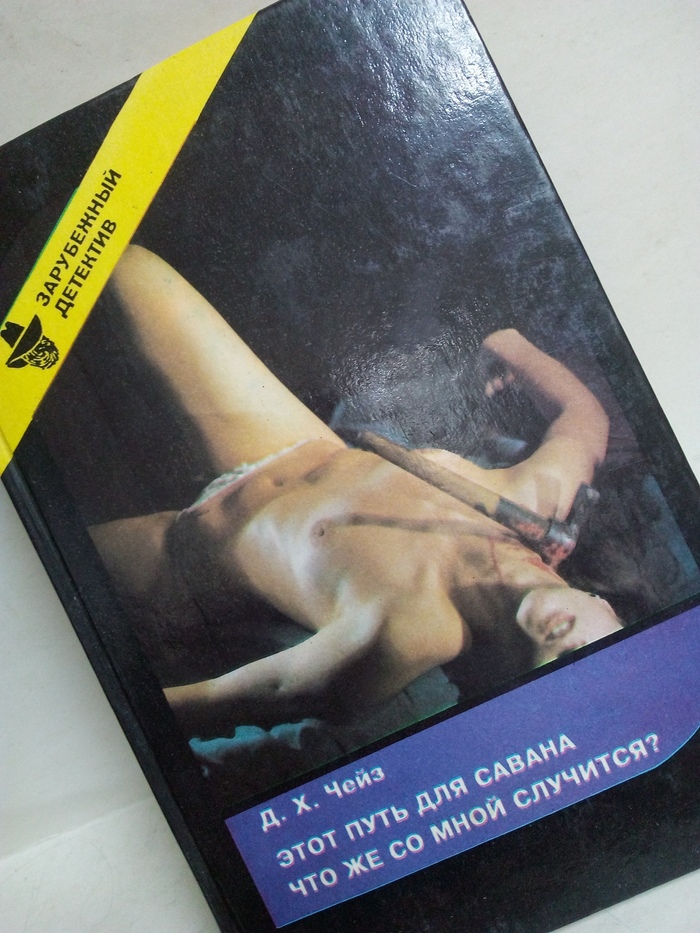 ЗАРУБЕЖНЫЙ
ДЕТЕКТИВ
Д. Х. Чейз
ЭТОТ ПУТЬ ДЛЯ САВАНА
ЧТО ЖЕ СО МНОЙ СЛУЧИТСЯ?